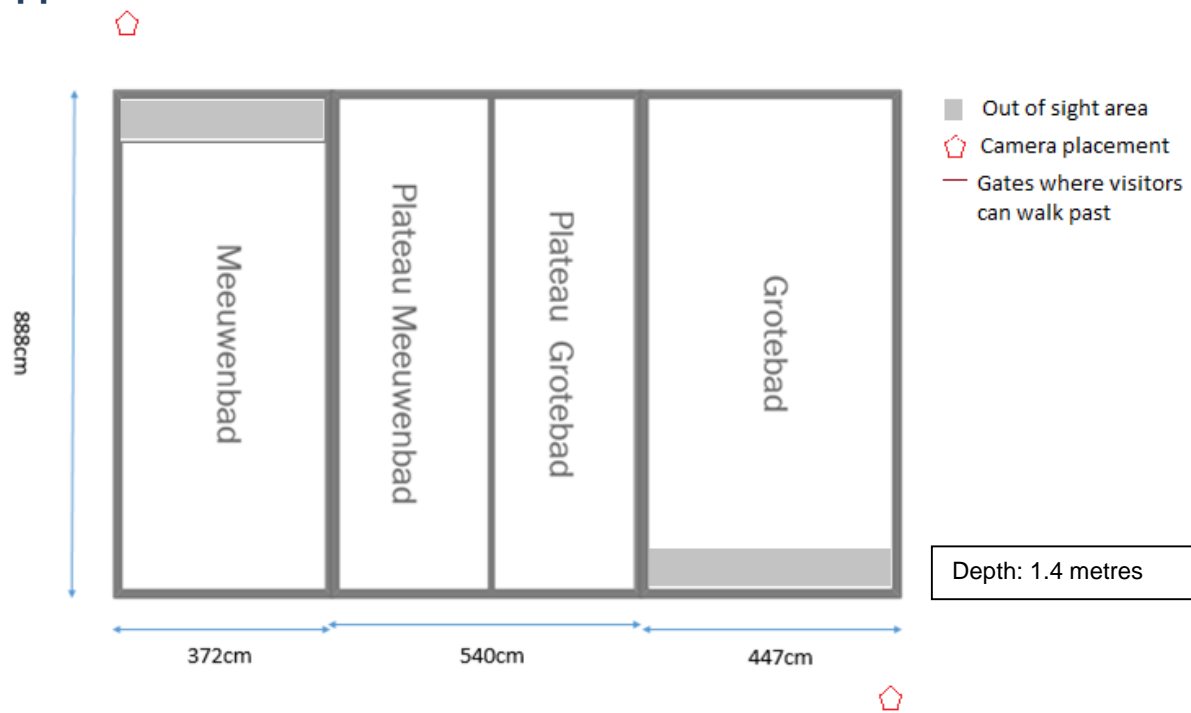 Out of sight area
Camera placement
Gates where visitors
can walk past
888cm
Meeuwenbad
Plateau Meeuwenbad
Plateau Grotebad
Grotebad
Depth: 1.4 metres
372cm
540cm
447cm